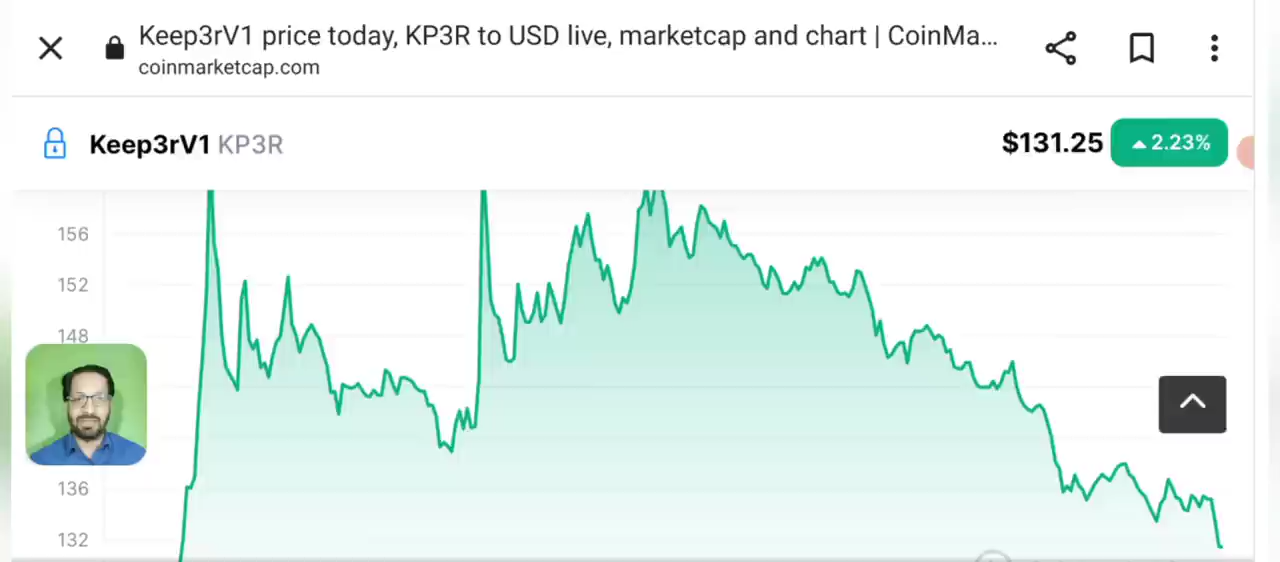 Keep3rV1 price today, KP3R to USD live, marketcap and chart | CoinMa...
coinmarketcap.com
Keep3rV1 KP3R
$131.25
2.23%
156
152
148
136
132